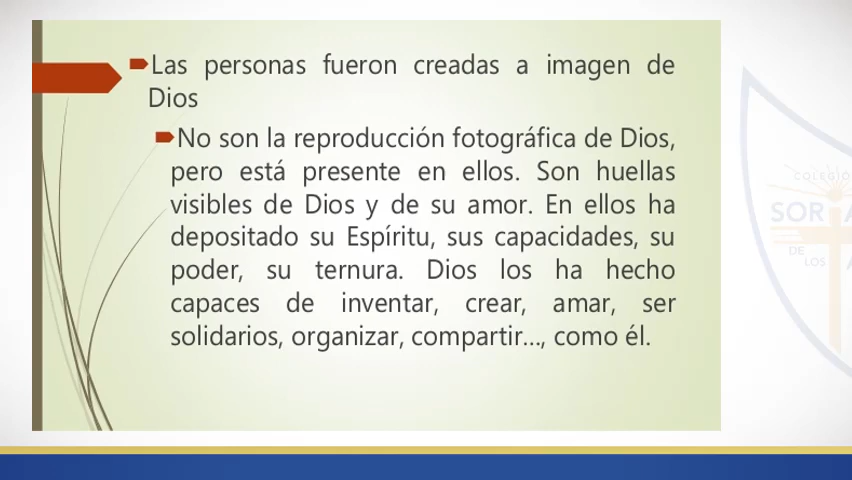 Las personas fueron creadas a imagen de
Dios
No son la reproducción fotográfica de Dios,
pero está presente en ellos. Son huellas
visibles de Dios y de su amor. En ellos ha
depositado su Espíritu, sus capacidades, su
poder, su ternura. Dios los ha hecho
capaces de inventar, crear, amar, ser
solidarios, organizar, compartir…, como él.
COLEGIO
SOR
DE
LOS